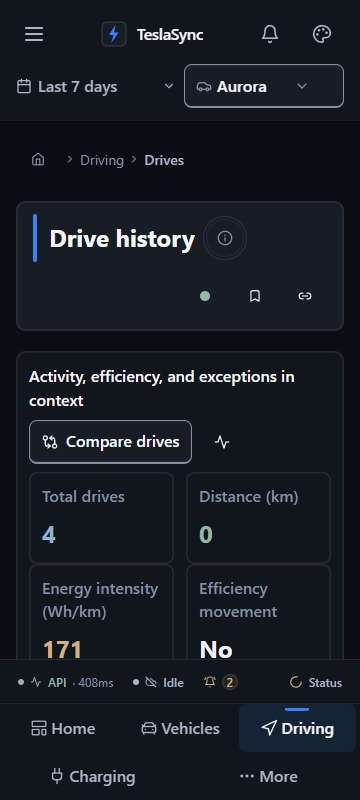 TeslaSync
Last 7 days Aurora
Driving Drives
Drive history
Activity, efficiency, and exceptions in
context
Compare drives
Total drives
4
Distance (km)
0
Energy intensity
(Wh/km)
171
Efficiency
movement
No
API · 408ms Idle 2 Status
Home Vehicles Driving
Charging More